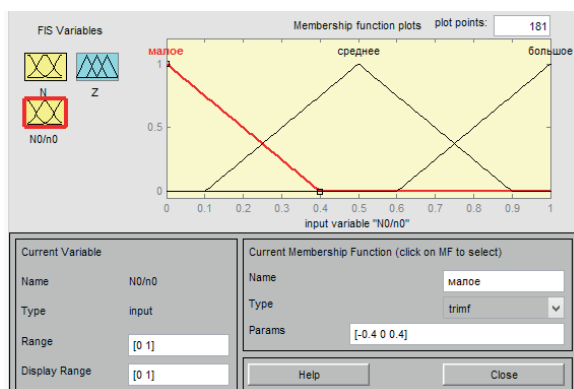 FIS Variables
Membership function plots
plot points:
181
N
Z
N0/n0
малое
среднее
большое
1
0.5
0
0
0.1
0.2
0.3
0.4
0.5
0.6
0.7
0.8
0.9
1
input variable "N0/n0"
Current Variable
Name
N0/n0
Type
input
Range
[0 1]
Display Range
[0 1]
Current Membership Function (click on MF to select)
Name
малое
Type
trimf
Params
[-0.4 0 0.4]
Help
Close